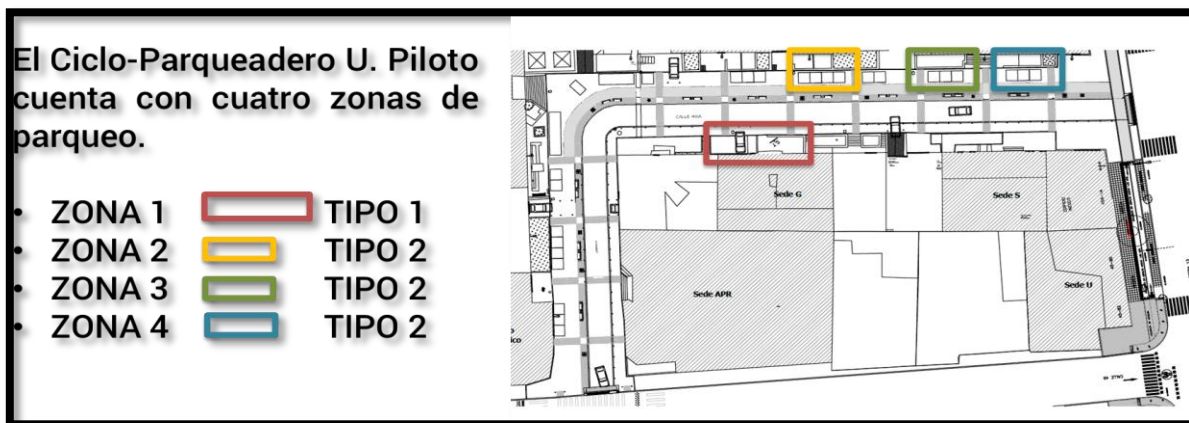 El Ciclo-Parqueadero U. Piloto
cuenta con cuatro zonas de
parqueo.
• ZONA 1 TIPO 1
• ZONA 2 TIPO 2
• ZONA 3 TIPO 2
• ZONA 4 TIPO 2
Sede G
Sede S
Sede APR
Sede U